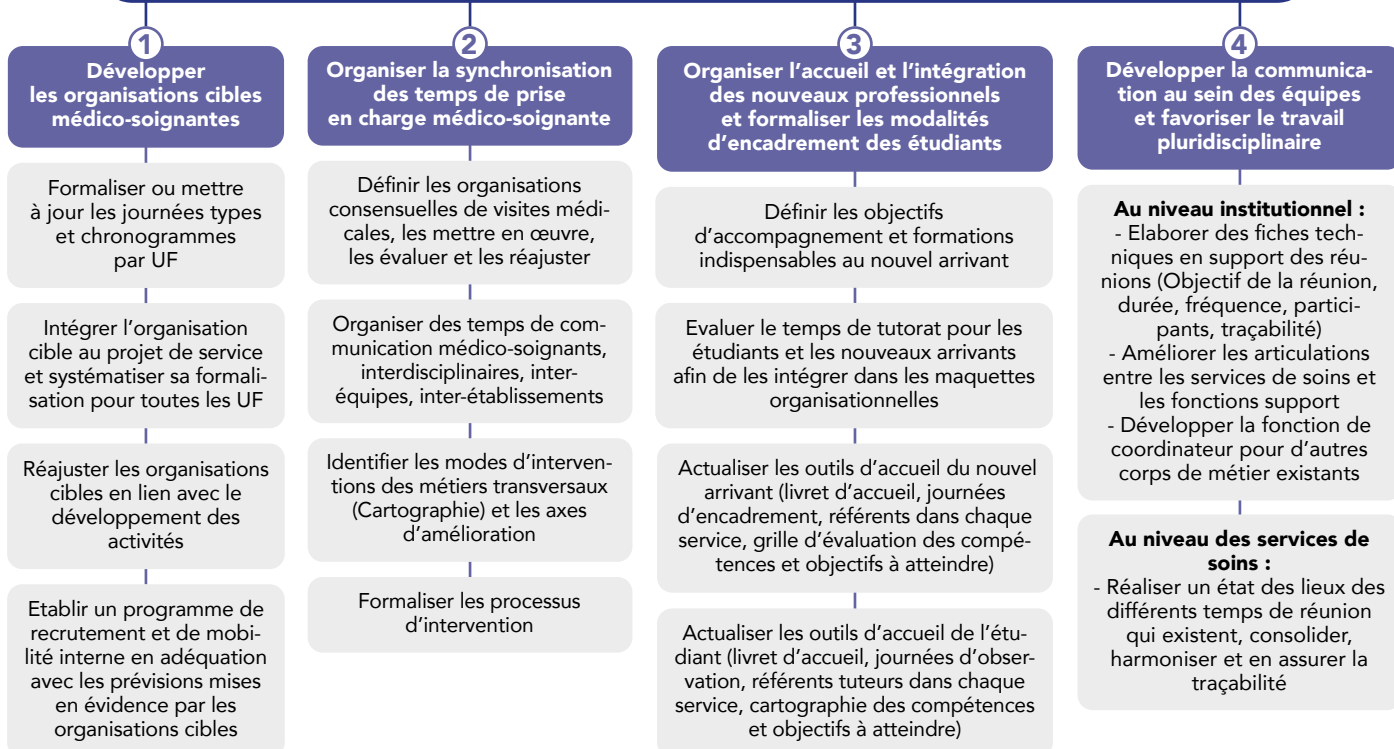 1
Développer
les organisations cibles
médico-soignantes
Formaliser ou mettre
à jour les journées types
et chronogrammes
par UF
Intégrer l'organisation
cible au projet de service
et systématiser sa formali-
sation pour toutes les UF
Réajuster les organisations
cibles en lien avec le
développement des
activités
Etablir un programme de
recrutement et de mobi-
lité interne en adéquation
avec les prévisions mises
en évidence par les
organisations cibles
2
Organiser la synchronisation
des temps de prise
en charge médico-soignante
Définir les organisations
consensuelles de visites médi-
cales, les mettre en œuvre,
les évaluer et les réajuster
Organiser des temps de com-
munication médico-soignants,
interdisciplinaires, inter-
équipes, inter-établissements
Identifier les modes d'interven-
tions des métiers transversaux
(Cartographie) et les axes
d'amélioration
Formaliser les processus
d'intervention
3
Organiser l'accueil et l'intégration
des nouveaux professionnels
et formaliser les modalités
d'encadrement des étudiants
Définir les objectifs
d'accompagnement et formations
indispensables au nouvel arrivant
Evaluer le temps de tutorat pour les
étudiants et les nouveaux arrivants
afin de les intégrer dans les maquettes
organisationnelles
Actualiser les outils d'accueil du nouvel
arrivant (livret d'accueil, journées
d'encadrement, référents dans chaque
service, grille d'évaluation des compé-
tences et objectifs à atteindre)
Actualiser les outils d'accueil de l'étu-
diant (livret d'accueil, journées d'obser-
vation, référents tuteurs dans chaque
service, cartographie des compétences
et objectifs à atteindre)
4
Développer la communica-
tion au sein des équipes
et favoriser le travail
pluridisciplinaire
Au niveau institutionnel :
- Elaborer des fiches tech-
niques en support des réu-
nions (Objectif de la réunion,
durée, fréquence, partici-
pants, traçabilité)
- Améliorer les articulations
entre les services de soins et
les fonctions support
- Développer la fonction de
coordinateur pour d'autres
corps de métier existants
Au niveau des services de
soins :
- Réaliser un état des lieux des
différents temps de réunion
qui existent, consolider,
harmoniser et en assurer la
traçabilité